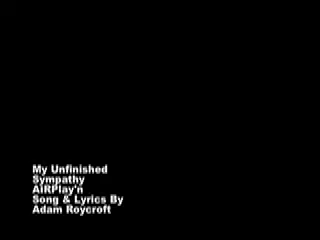 My Unfinished
Sympathy
AIRPlay'n
Song & Lyrics By
Adam Roycroft